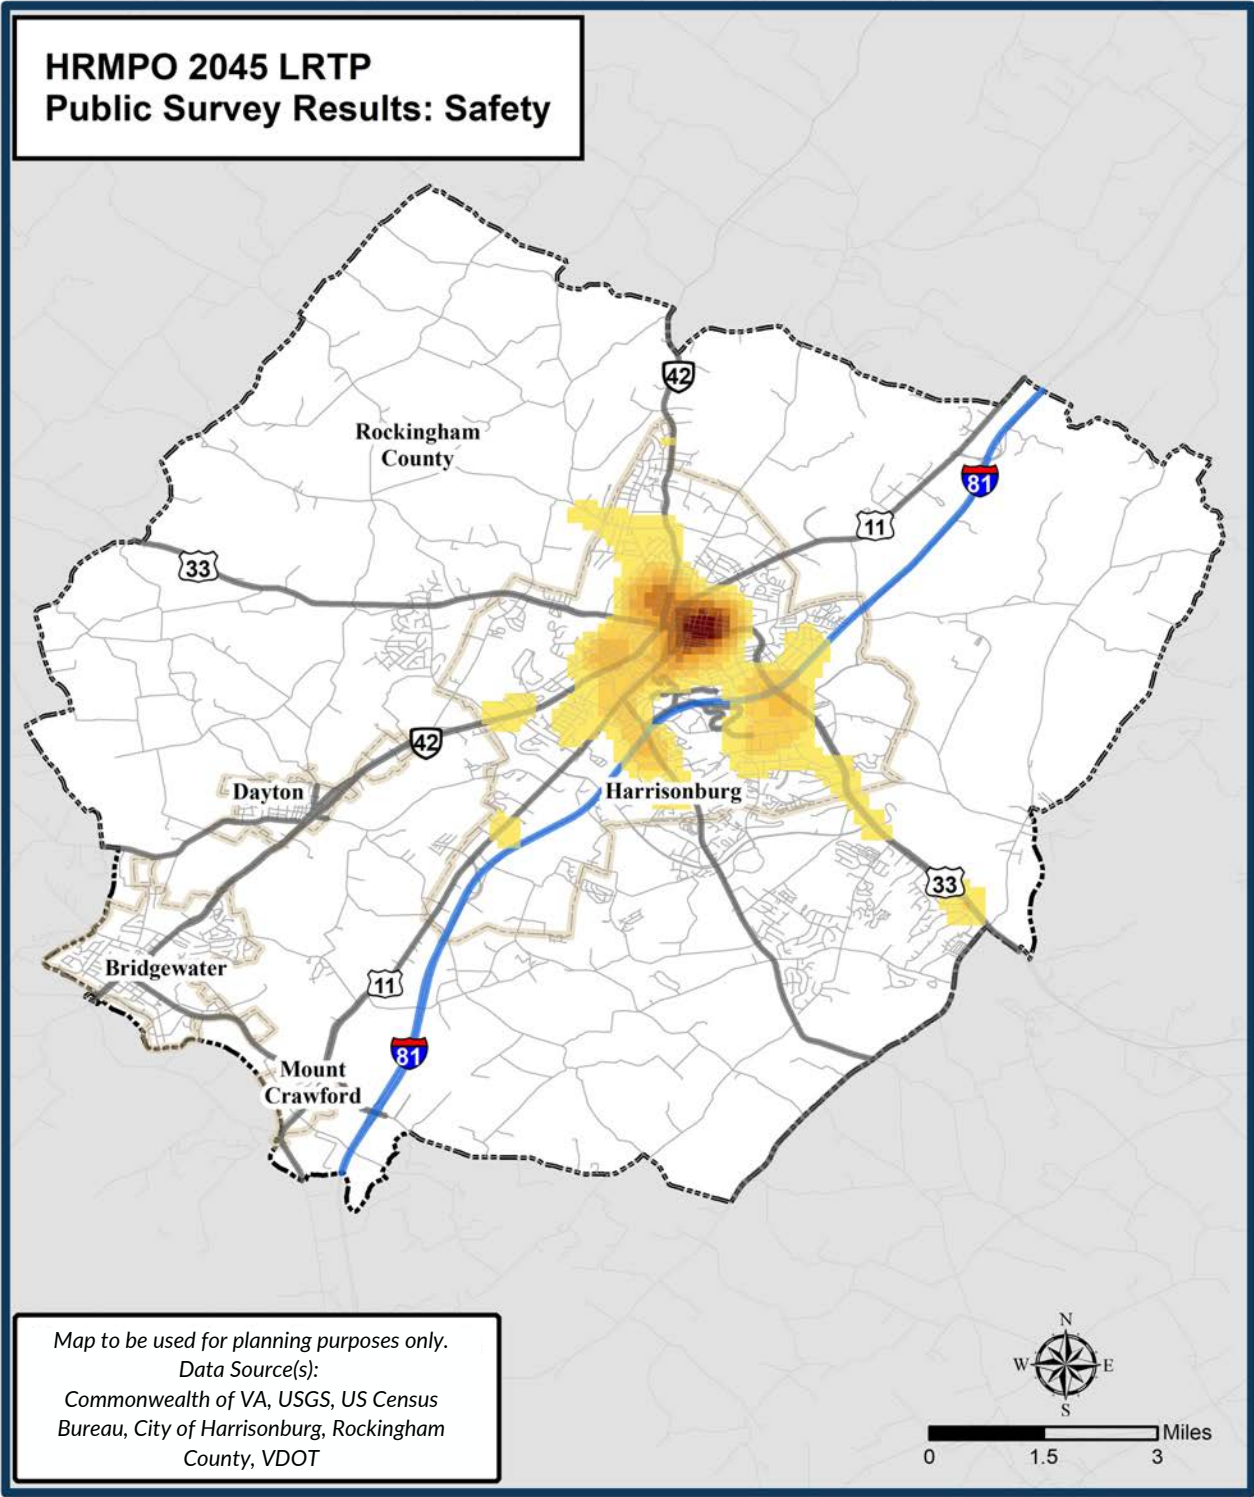 HRMPO 2045 LRTP
Public Survey Results: Safety
42
Rockingham
County
81
11
33
42
Dayton
Harrisonburg
33
Bridgewater
11
81
Mount
Crawford
Map to be used for planning purposes only.
Data Source(s):
Commonwealth of VA, USGS, US Census
Bureau, City of Harrisonburg, Rockingham
County, VDOT
N
W E
S
Miles
0 1.5 3